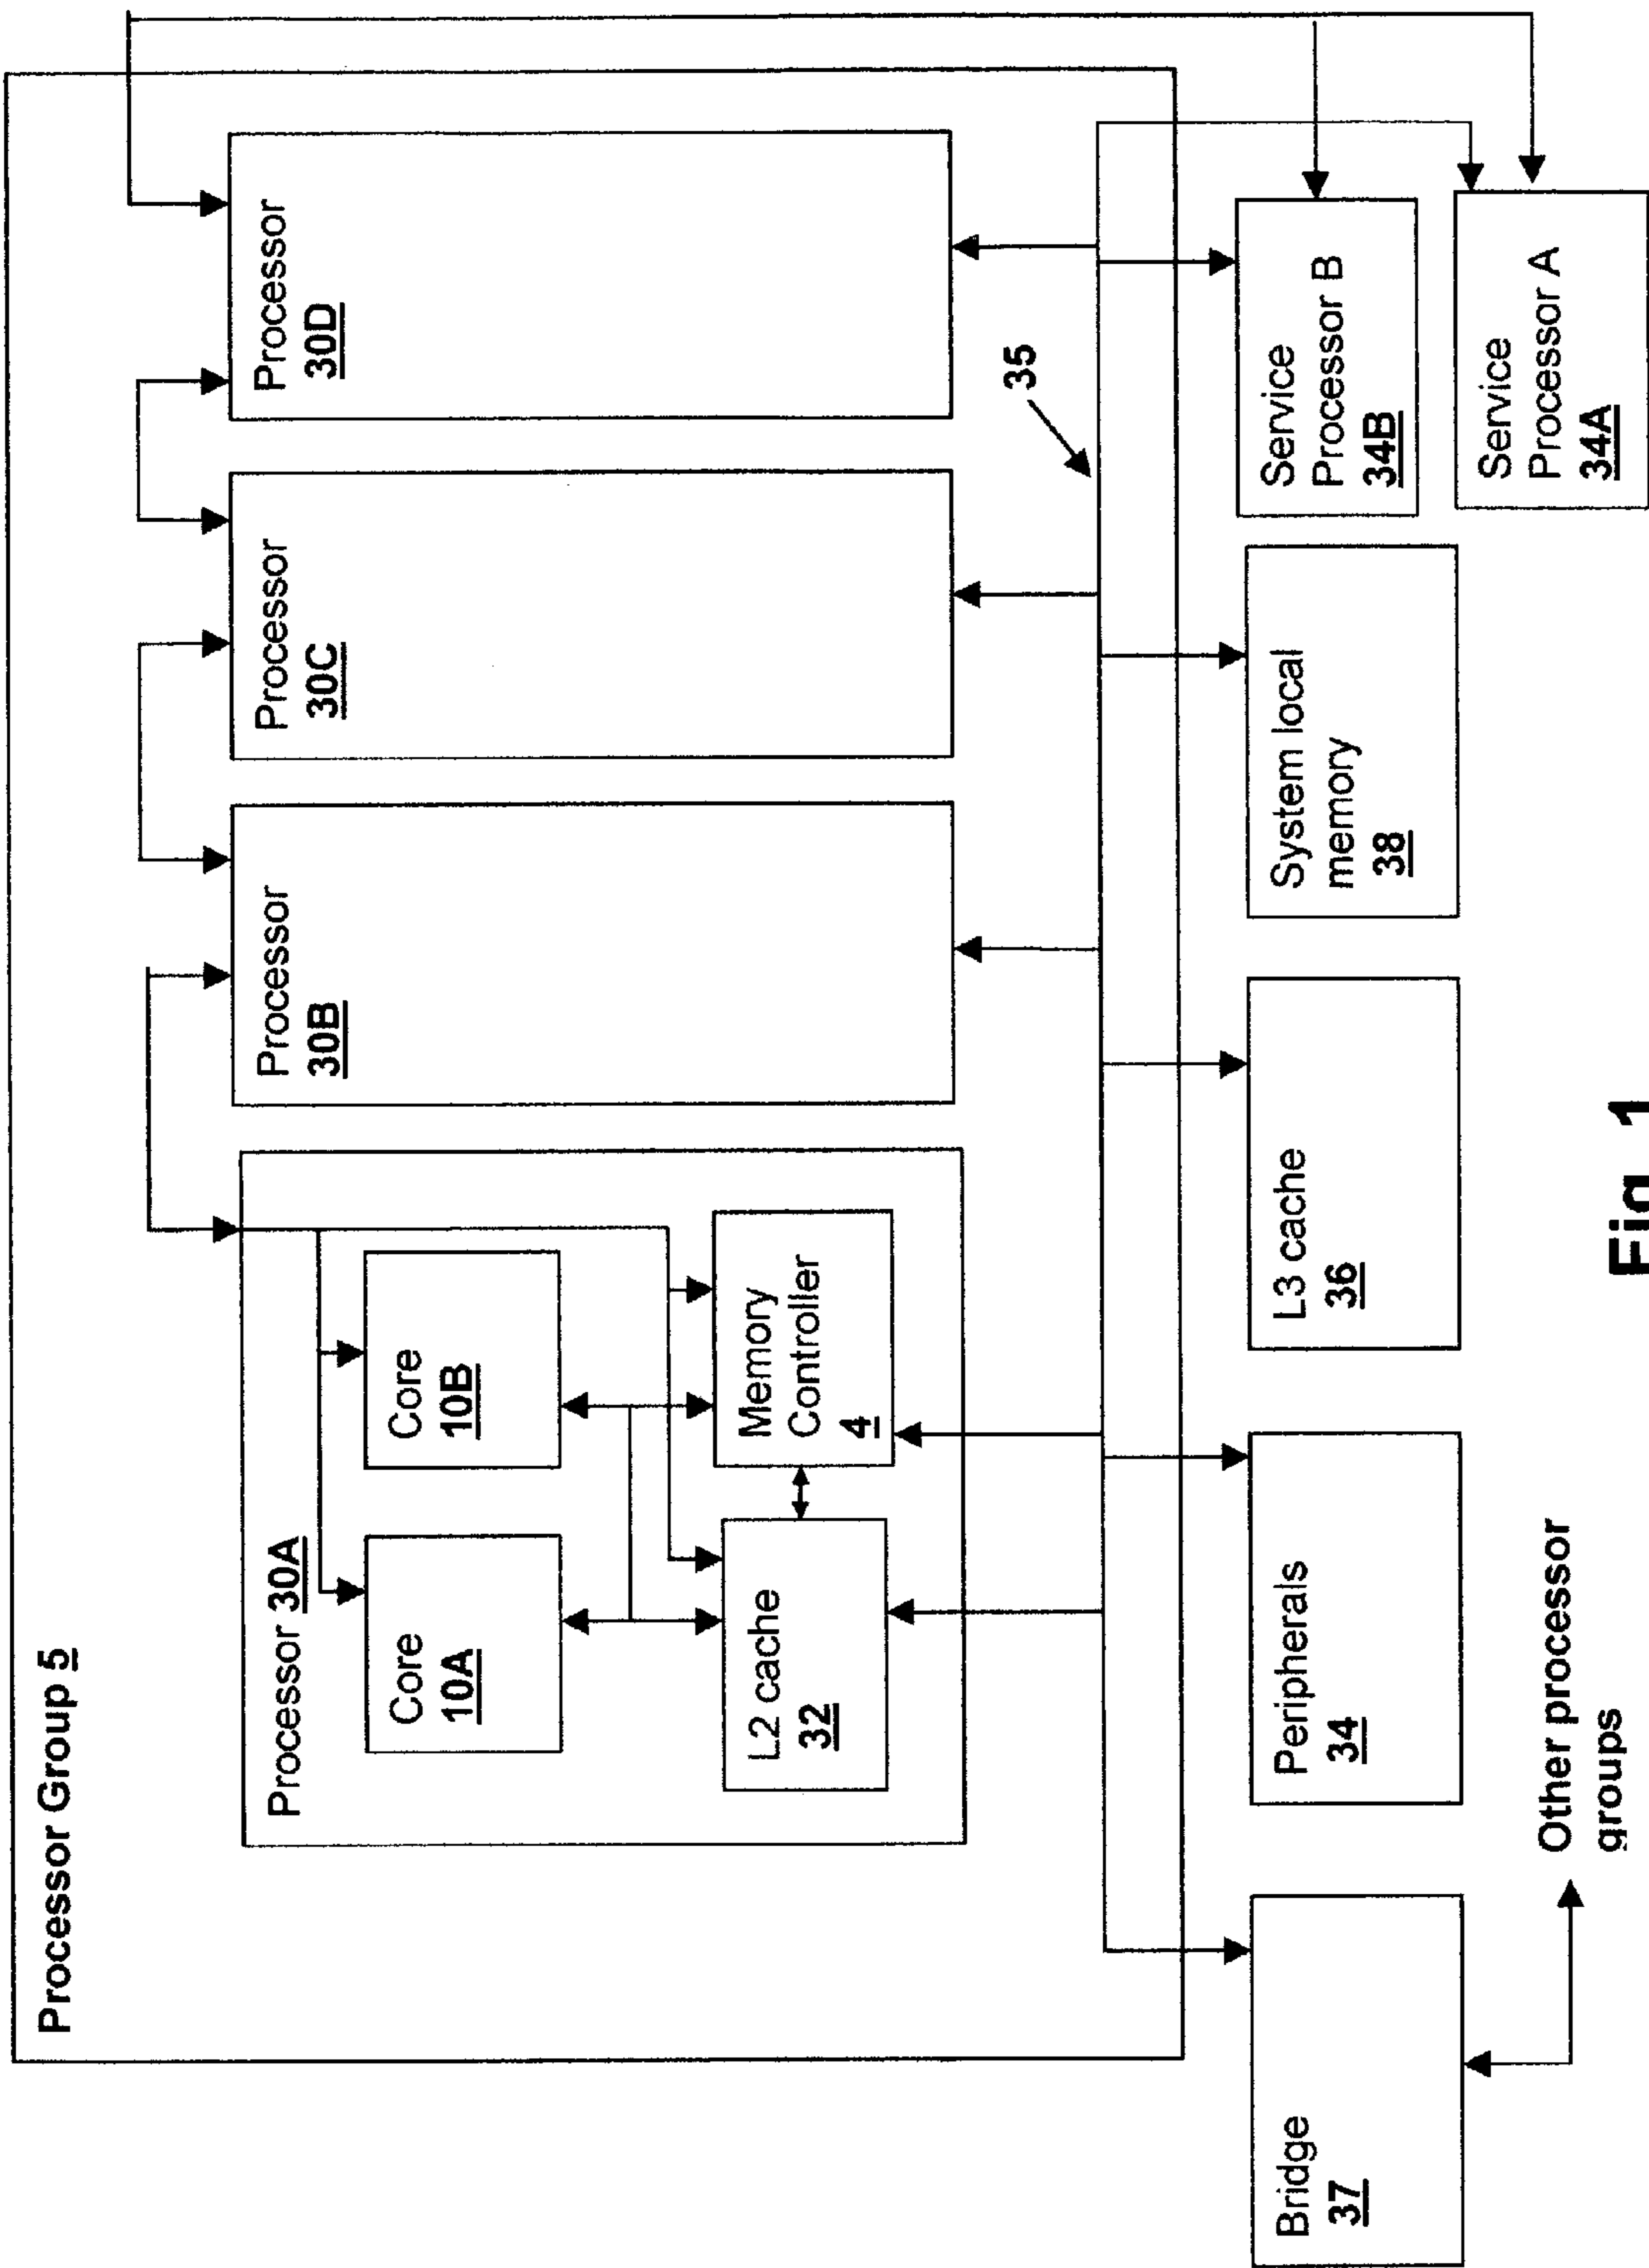 Processor Group 5
Processor 30A
Core
10A
Core
10B
L2 cache
32
Memory
Controller
4
Processor
30B
Processor
30C
Processor
30D
35
Bridge
37
Peripherals
34
L3 cache
36
System local
memory
38
Service
Processor B
34B
Service
Processor A
34A
Other processor
groups
Fig. 1